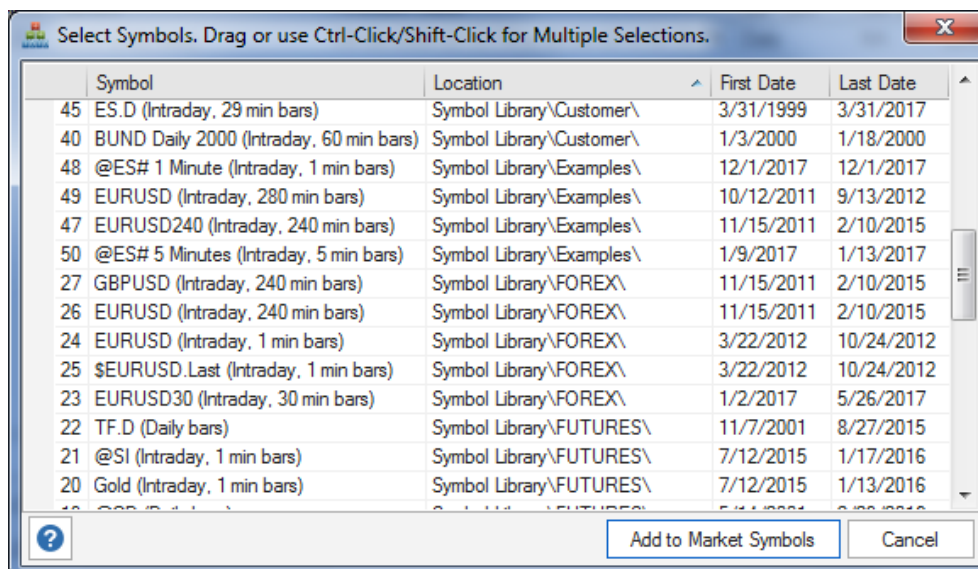 Select Symbols. Drag or use Ctrl-Click/Shift-Click for Multiple Selections.
Symbol Location First Date Last Date
45 ES.D (Intraday, 29 min bars) Symbol Library\Customer\ 3/31/1999 3/31/2017
40 BUND Daily 2000 (Intraday, 60 min bars) Symbol Library\Customer\ 1/3/2000 1/18/2000
48 @ES# 1 Minute (Intraday, 1 min bars) Symbol Library\Examples\ 12/1/2017 12/1/2017
49 EURUSD (Intraday, 280 min bars) Symbol Library\Examples\ 10/12/2011 9/13/2012
47 EURUSD240 (Intraday, 240 min bars) Symbol Library\Examples\ 11/15/2011 2/10/2015
50 @ES# 5 Minutes (Intraday, 5 min bars) Symbol Library\Examples\ 1/9/2017 1/13/2017
27 GBPUSD (Intraday, 240 min bars) Symbol Library\FOREX\ 11/15/2011 2/10/2015
26 EURUSD (Intraday, 240 min bars) Symbol Library\FOREX\ 11/15/2011 2/10/2015
24 EURUSD (Intraday, 1 min bars) Symbol Library\FOREX\ 3/22/2012 10/24/2012
25 $EURUSD.Last (Intraday, 1 min bars) Symbol Library\FOREX\ 3/22/2012 10/24/2012
23 EURUSD30 (Intraday, 30 min bars) Symbol Library\FOREX\ 1/2/2017 5/26/2017
22 TF.D (Daily bars) Symbol Library\FUTURES\ 11/7/2001 8/27/2015
21 @SI (Intraday, 1 min bars) Symbol Library\FUTURES\ 7/12/2015 1/17/2016
20 Gold (Intraday, 1 min bars) Symbol Library\FUTURES\ 7/12/2015 1/13/2016
? Add to Market Symbols Cancel